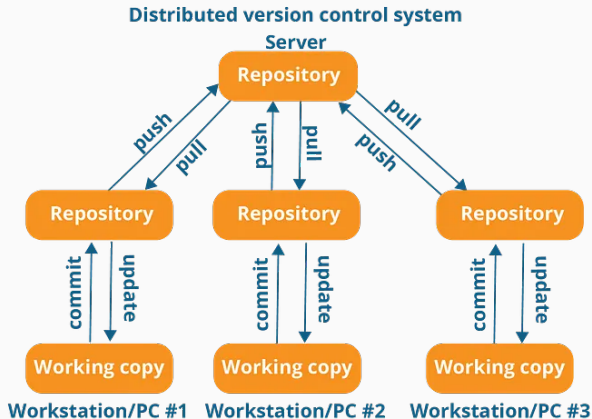 Distributed version control system
Server
Repository
push
pull
push
pull
push
pull
Repository
Repository
Repository
commit
update
commit
update
commit
update
Working copy
Working copy
Working copy
Workstation/PC #1
Workstation/PC #2
Workstation/PC #3